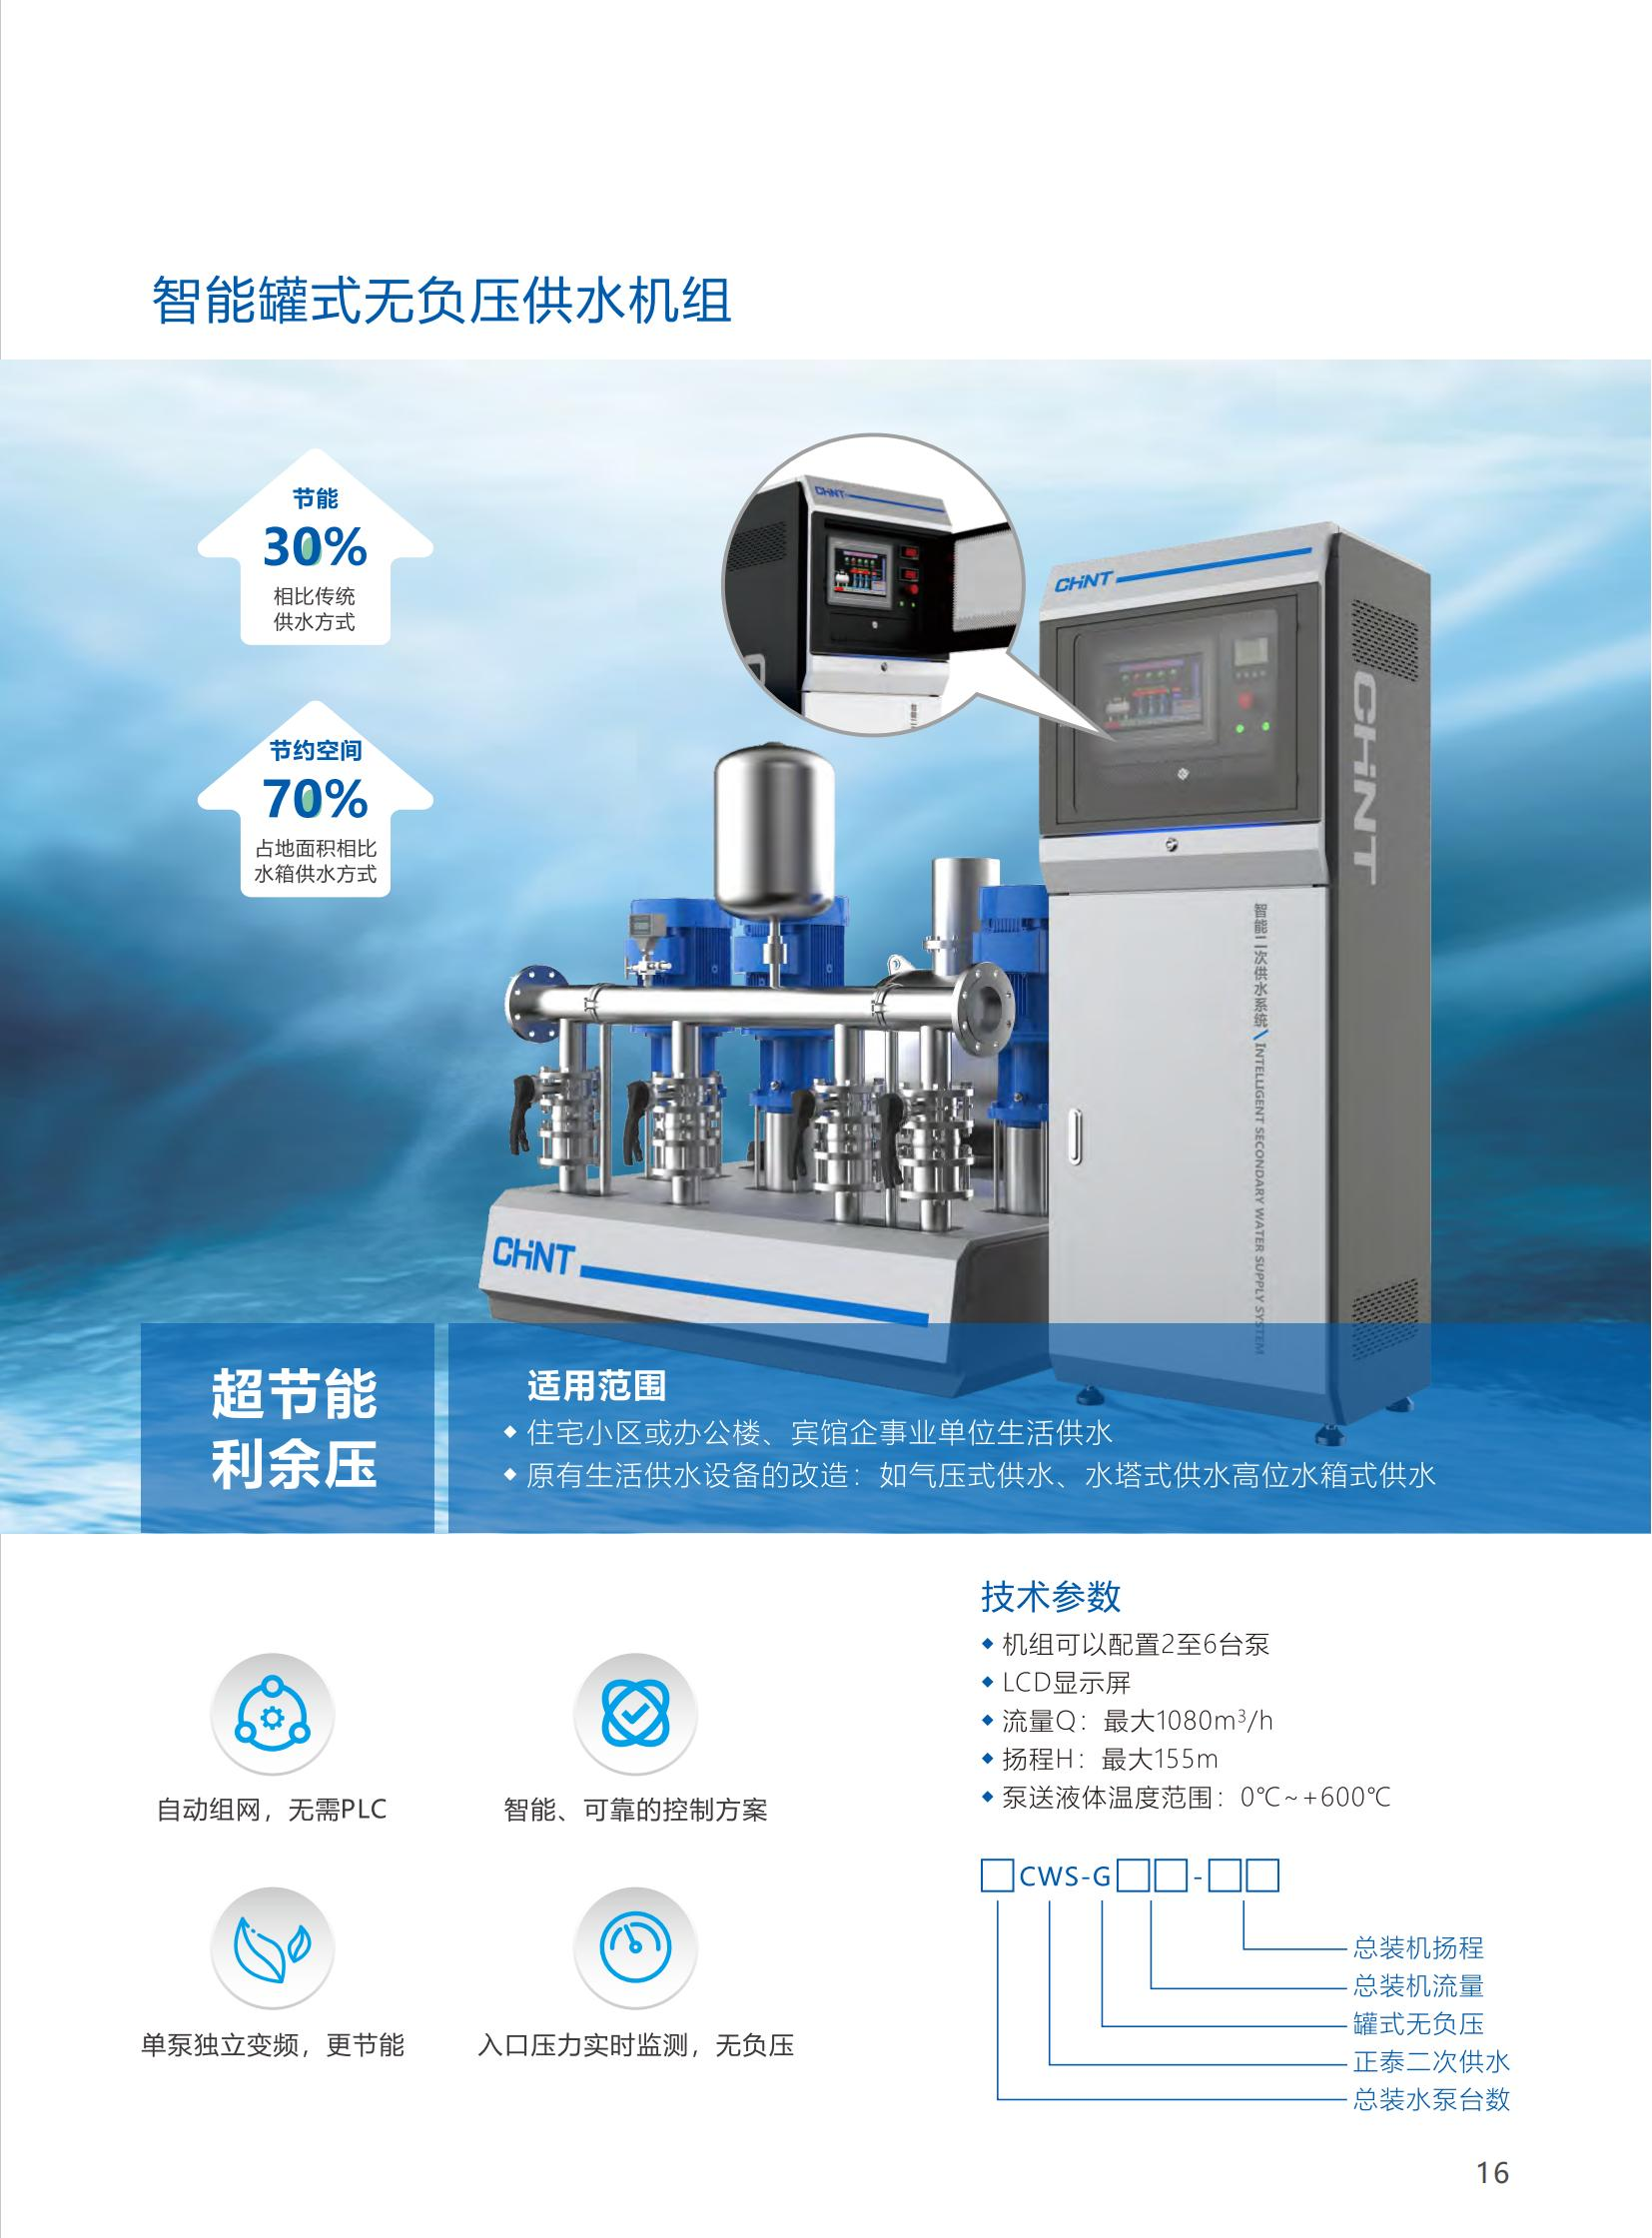 智能罐式无负压供水机组
节能
30%
相比传统
供水方式
节约空间
70%
占地面积相比
水箱供水方式
CHNT
CHNT
CHNT
智能二次供水系统 INTELLIGENT SECONDARY WATER SUPPLY SYSTEM
CHNT
超节能
利余压
适用范围
◆ 住宅小区或办公楼、宾馆企事业单位生活供水
◆ 原有生活供水设备的改造：如气压式供水、水塔式供水高位水箱式供水
自动组网，无需PLC
智能、可靠的控制方案
单泵独立变频，更节能
入口压力实时监测，无负压
技术参数
◆ 机组可以配置2至6台泵
◆ LCD显示屏
◆ 流量Q：最大1080m³/h
◆ 扬程H：最大155m
◆ 泵送液体温度范围：0℃~+600℃
□CWS-G□□-□□
总装机扬程
总装机流量
罐式无负压
正泰二次供水
总装水泵台数
16